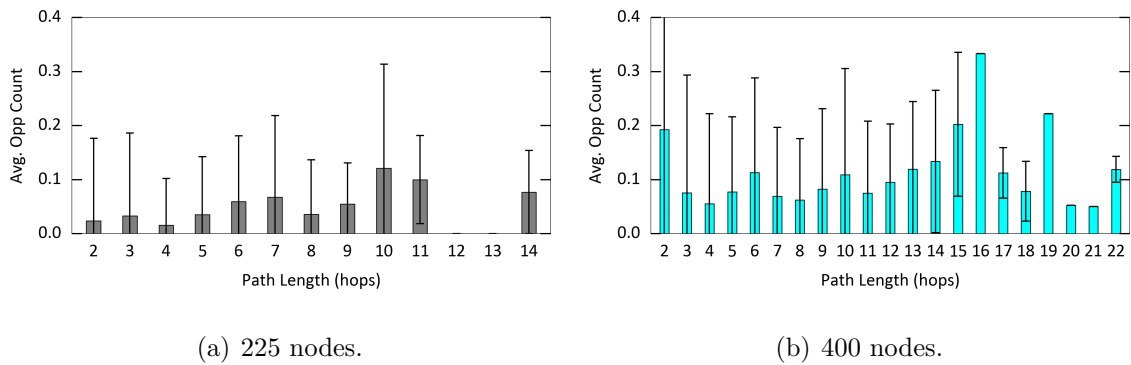 0.4
0.3
0.2
0.1
0.0
Avg. Opp Count
2 3 4 5 6 7 8 9 10 11 12 13 14
Path Length (hops)
(a) 225 nodes.
0.4
0.3
0.2
0.1
0.0
Avg. Opp Count
2 3 4 5 6 7 8 9 10 11 12 13 14 15 16 17 18 19 20 21 22
Path Length (hops)
(b) 400 nodes.